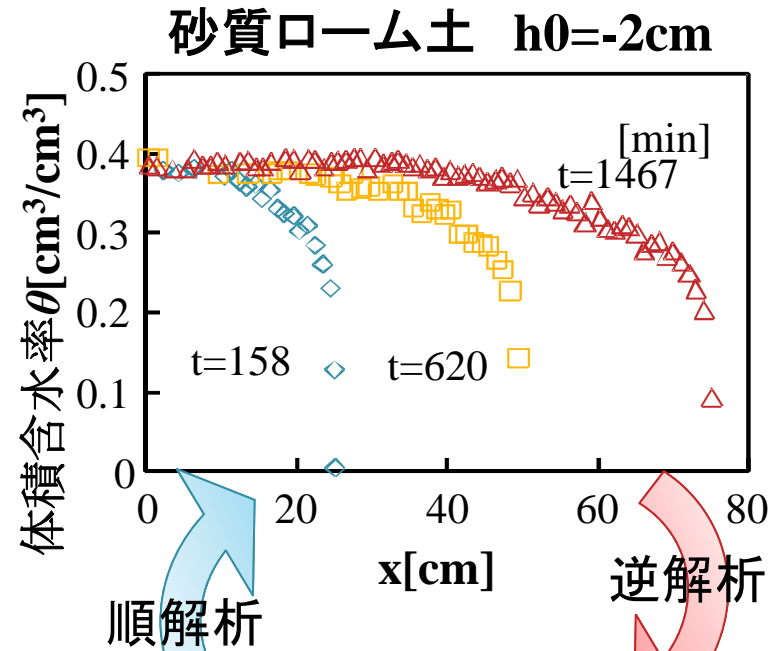 砂質ローム土 h0=-2cm
体積含水率θ[cm³/cm³]
0.5
0.4
0.3
0.2
0.1
0
[min]
t=1467
t=158
t=620
0 20 40 60 80
x[cm]
順解析
逆解析